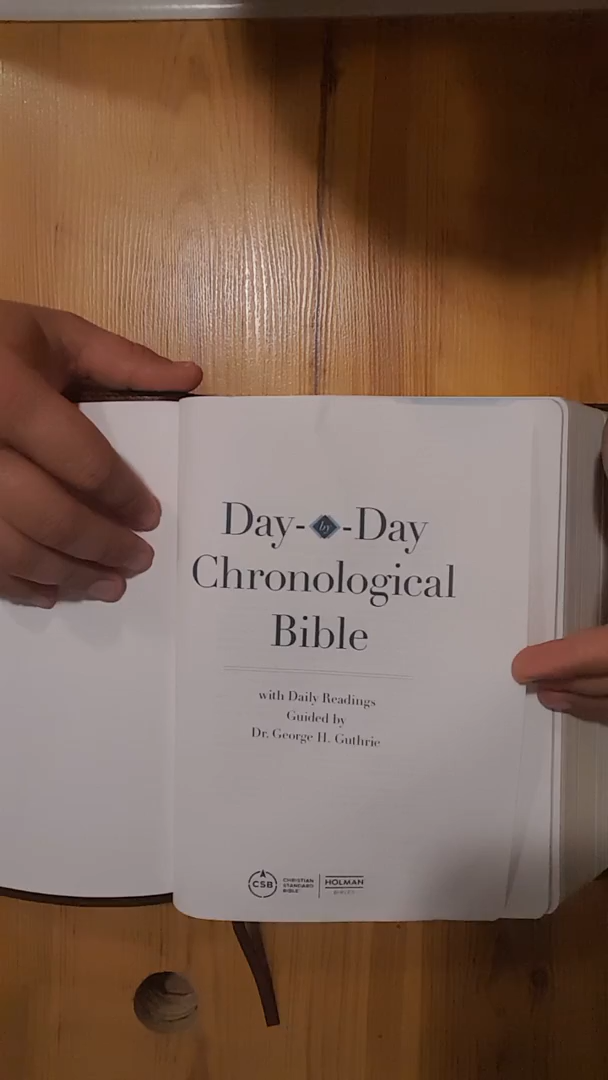 Day-by-Day
Chronological
Bible
with Daily Readings
Guided by
Dr. George H. Guthrie
CSB
CHRISTIAN
STANDARD
BIBLE
HOLMAN
BIBLES